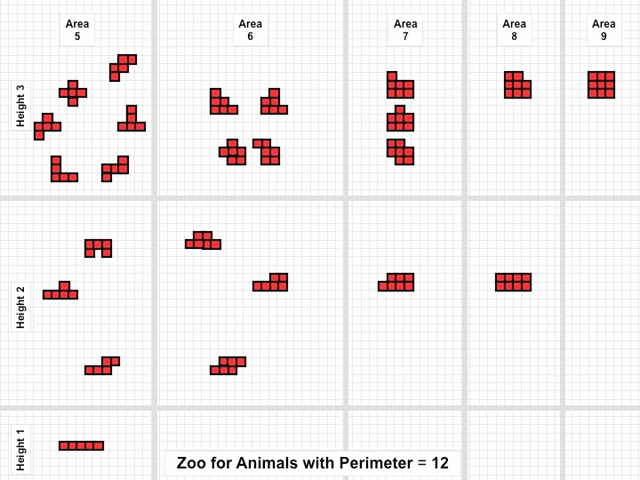 Area
5
Area
6
Area
7
Area
8
Area
9
Height 3
Height 2
Height 1
Zoo for Animals with Perimeter = 12